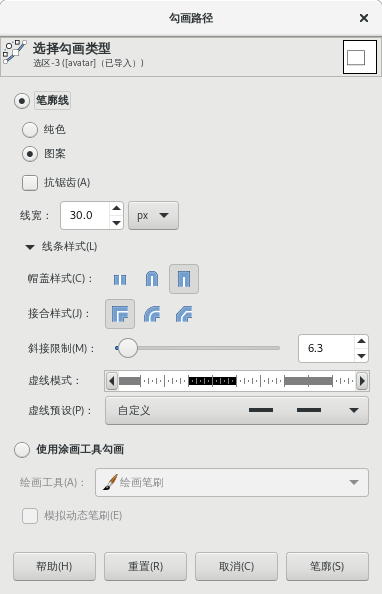 勾画路径
选择勾画类型
选区-3 ([avatar]（已导入）)
笔廓线
纯色
图案
抗锯齿(A)
线宽： 30.0 px
线条样式(L)
帽盖样式(C)：
接合样式(J)：
斜接限制(M)： 6.3
虚线模式：
虚线预设(P)： 自定义
使用涂画工具勾画
绘画工具(A)： 绘画笔刷
模拟动态笔刷(E)
帮助(H) 重置(R) 取消(C) 笔廓(S)